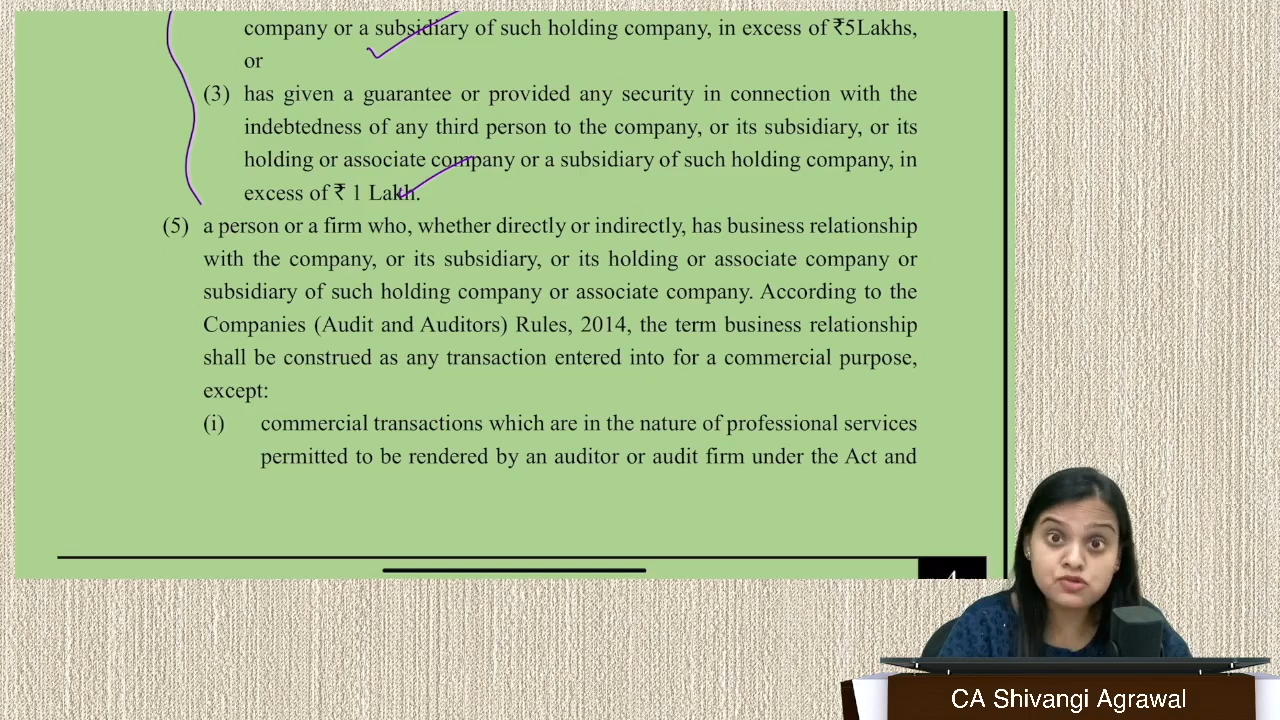 company or a subsidiary of such holding company, in excess of ₹5Lakhs,
or
(3) has given a guarantee or provided any security in connection with the
indebtedness of any third person to the company, or its subsidiary, or its
holding or associate company or a subsidiary of such holding company, in
excess of ₹ 1 Lakh.
(5) a person or a firm who, whether directly or indirectly, has business relationship
with the company, or its subsidiary, or its holding or associate company or
subsidiary of such holding company or associate company. According to the
Companies (Audit and Auditors) Rules, 2014, the term business relationship
shall be construed as any transaction entered into for a commercial purpose,
except:
(i) commercial transactions which are in the nature of professional services
permitted to be rendered by an auditor or audit firm under the Act and
CA Shivangi Agrawal